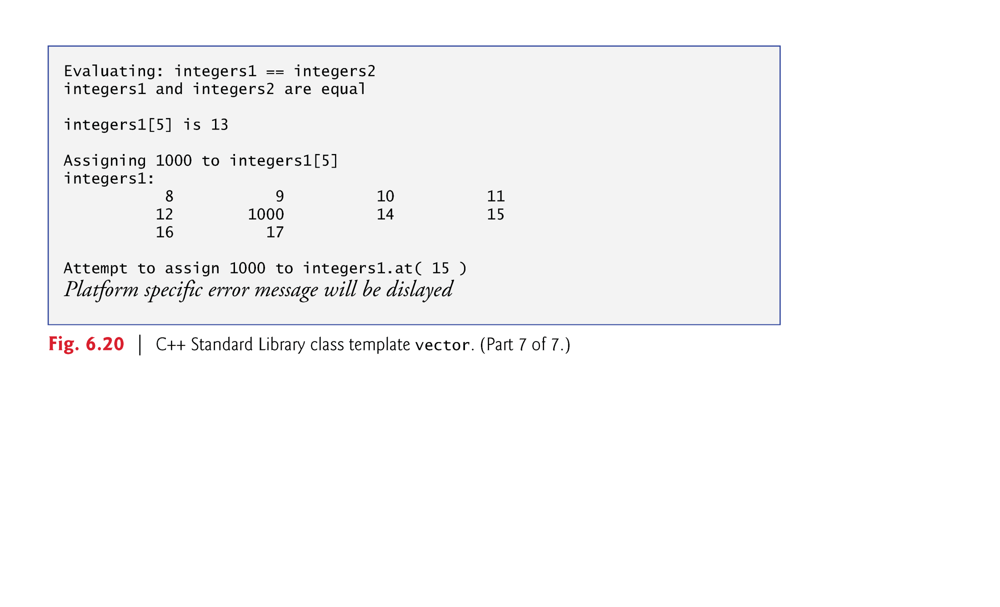 Evaluating: integers1 == integers2
integers1 and integers2 are equal
integers1[5] is 13
Assigning 1000 to integers1[5]
integers1:
8 9 10 11
12 1000 14 15
16 17
Attempt to assign 1000 to integers1.at( 15 )
Platform specific error message will be dislayed
Fig. 6.20 | C++ Standard Library class template vector. (Part 7 of 7.)